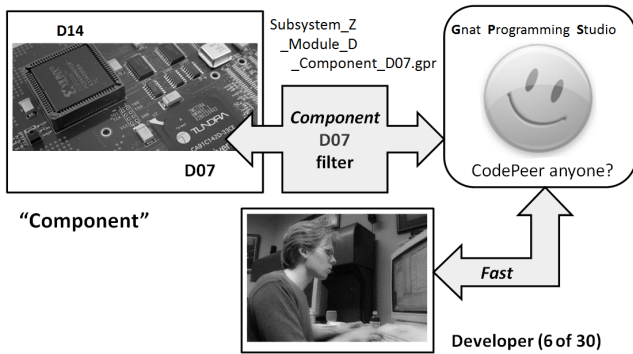 D14
TUNDRA
D07
"Component"
Subsystem_Z
_Module_D
_Component_D07.gpr
Component
D07
filter
Gnat Programming Studio
CodePeer anyone?
Fast
Developer (6 of 30)